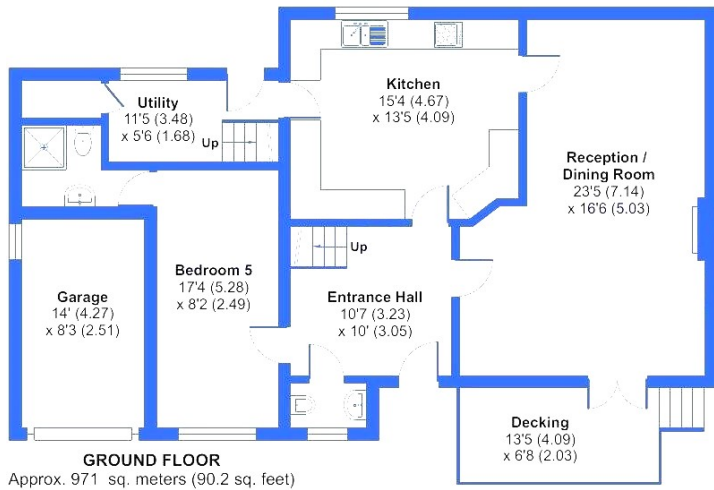 Kitchen
15'4 (4.67)
x 13'5 (4.09)
Utility
11'5 (3.48)
x 5'6 (1.68)
Up
Reception /
Dining Room
23'5 (7.14)
x 16'6 (5.03)
Up
Bedroom 5
17'4 (5.28)
x 8'2 (2.49)
Entrance Hall
10'7 (3.23)
x 10' (3.05)
Garage
14' (4.27)
x 8'3 (2.51)
Decking
13'5 (4.09)
x 6'8 (2.03)
GROUND FLOOR
Approx. 971 sq. meters (90.2 sq. feet)